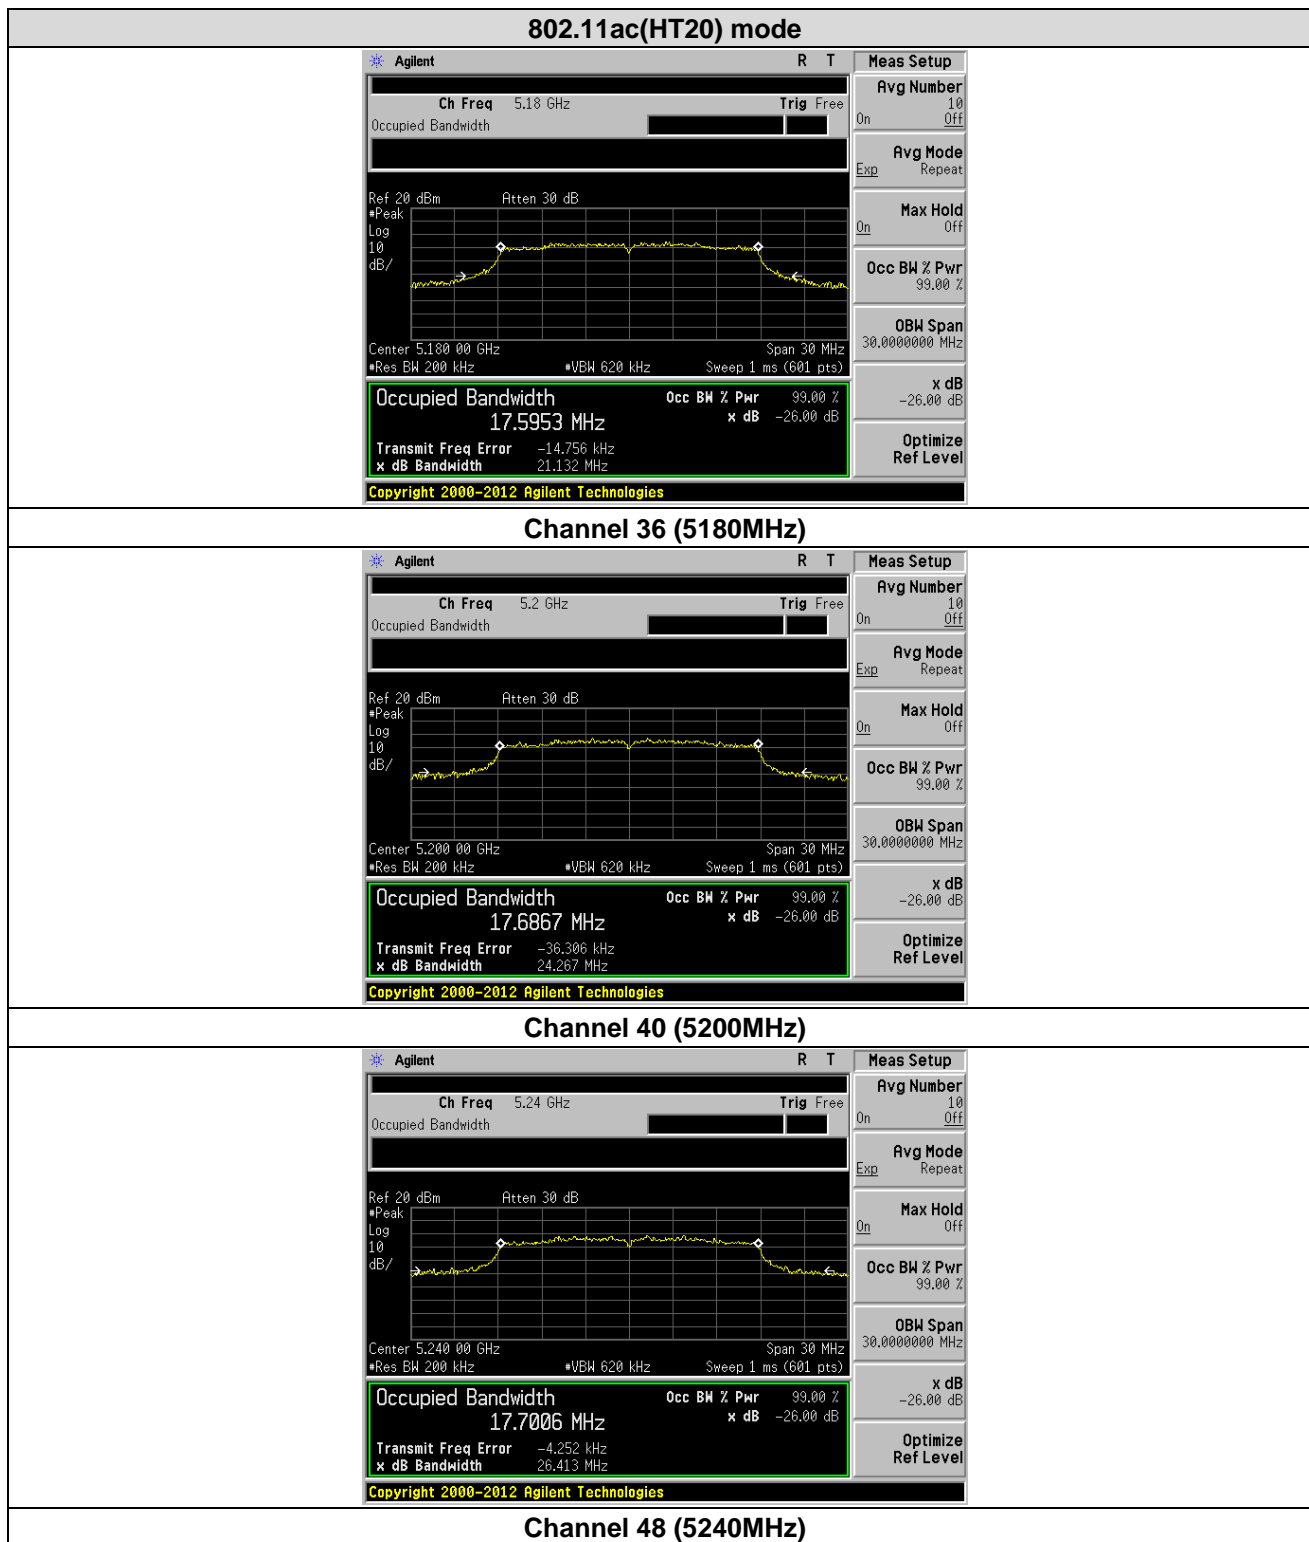 802.11ac(HT20) mode
Agilent R T Meas Setup
Ch Freq 5.18 GHz Trig Free
Occupied Bandwidth
Avg Number
10
On Off
Avg Mode
Exp Repeat
Max Hold
On Off
Occ BW % Pwr
99.00 %
OBW Span
30.0000000 MHz
x dB
-26.00 dB
Optimize
Ref Level
Ref 20 dBm Atten 30 dB
#Peak
Log
10
dB/
Center 5.180 00 GHz Span 30 MHz
#Res BW 200 kHz #VBW 620 kHz Sweep 1 ms (601 pts)
Occupied Bandwidth Occ BW % Pwr 99.00 %
17.5953 MHz x dB -26.00 dB
Transmit Freq Error -14.756 kHz
x dB Bandwidth 21.132 MHz
Copyright 2000-2012 Agilent Technologies
Channel 36 (5180MHz)
Agilent R T Meas Setup
Ch Freq 5.2 GHz Trig Free
Occupied Bandwidth
Avg Number
10
On Off
Avg Mode
Exp Repeat
Max Hold
On Off
Occ BW % Pwr
99.00 %
OBW Span
30.0000000 MHz
x dB
-26.00 dB
Optimize
Ref Level
Ref 20 dBm Atten 30 dB
#Peak
Log
10
dB/
Center 5.200 00 GHz Span 30 MHz
#Res BW 200 kHz #VBW 620 kHz Sweep 1 ms (601 pts)
Occupied Bandwidth Occ BW % Pwr 99.00 %
17.6867 MHz x dB -26.00 dB
Transmit Freq Error -36.306 kHz
x dB Bandwidth 24.267 MHz
Copyright 2000-2012 Agilent Technologies
Channel 40 (5200MHz)
Agilent R T Meas Setup
Ch Freq 5.24 GHz Trig Free
Occupied Bandwidth
Avg Number
10
On Off
Avg Mode
Exp Repeat
Max Hold
On Off
Occ BW % Pwr
99.00 %
OBW Span
30.0000000 MHz
x dB
-26.00 dB
Optimize
Ref Level
Ref 20 dBm Atten 30 dB
#Peak
Log
10
dB/
Center 5.240 00 GHz Span 30 MHz
#Res BW 200 kHz #VBW 620 kHz Sweep 1 ms (601 pts)
Occupied Bandwidth Occ BW % Pwr 99.00 %
17.7006 MHz x dB -26.00 dB
Transmit Freq Error -4.252 kHz
x dB Bandwidth 26.413 MHz
Copyright 2000-2012 Agilent Technologies
Channel 48 (5240MHz)